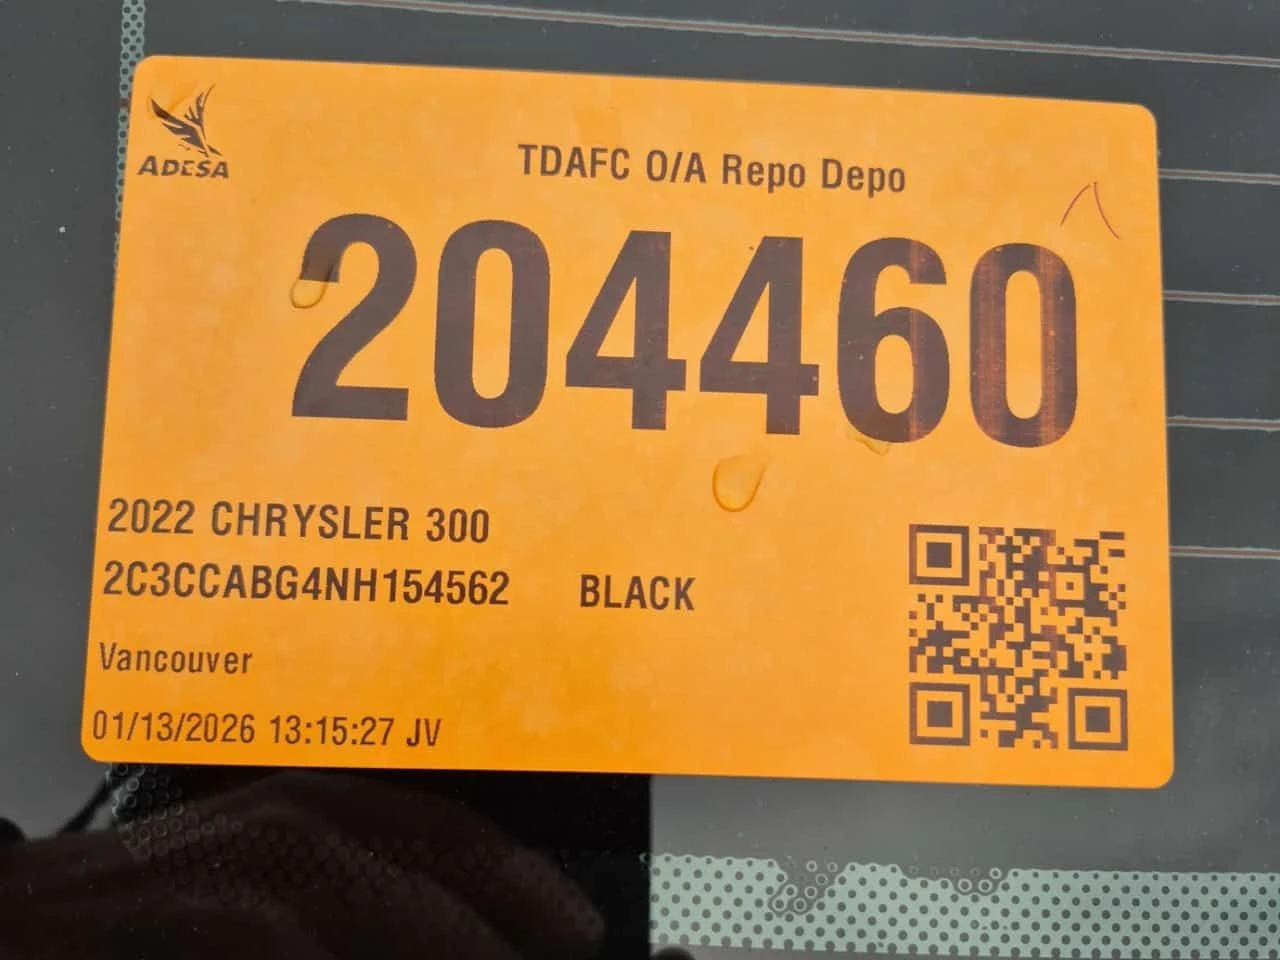 ADESA
TDAFC O/A Repo Depo
204460
2022 CHRYSLER 300
2C3CCABG4NH154562 BLACK
Vancouver
01/13/2026 13:15:27 JV